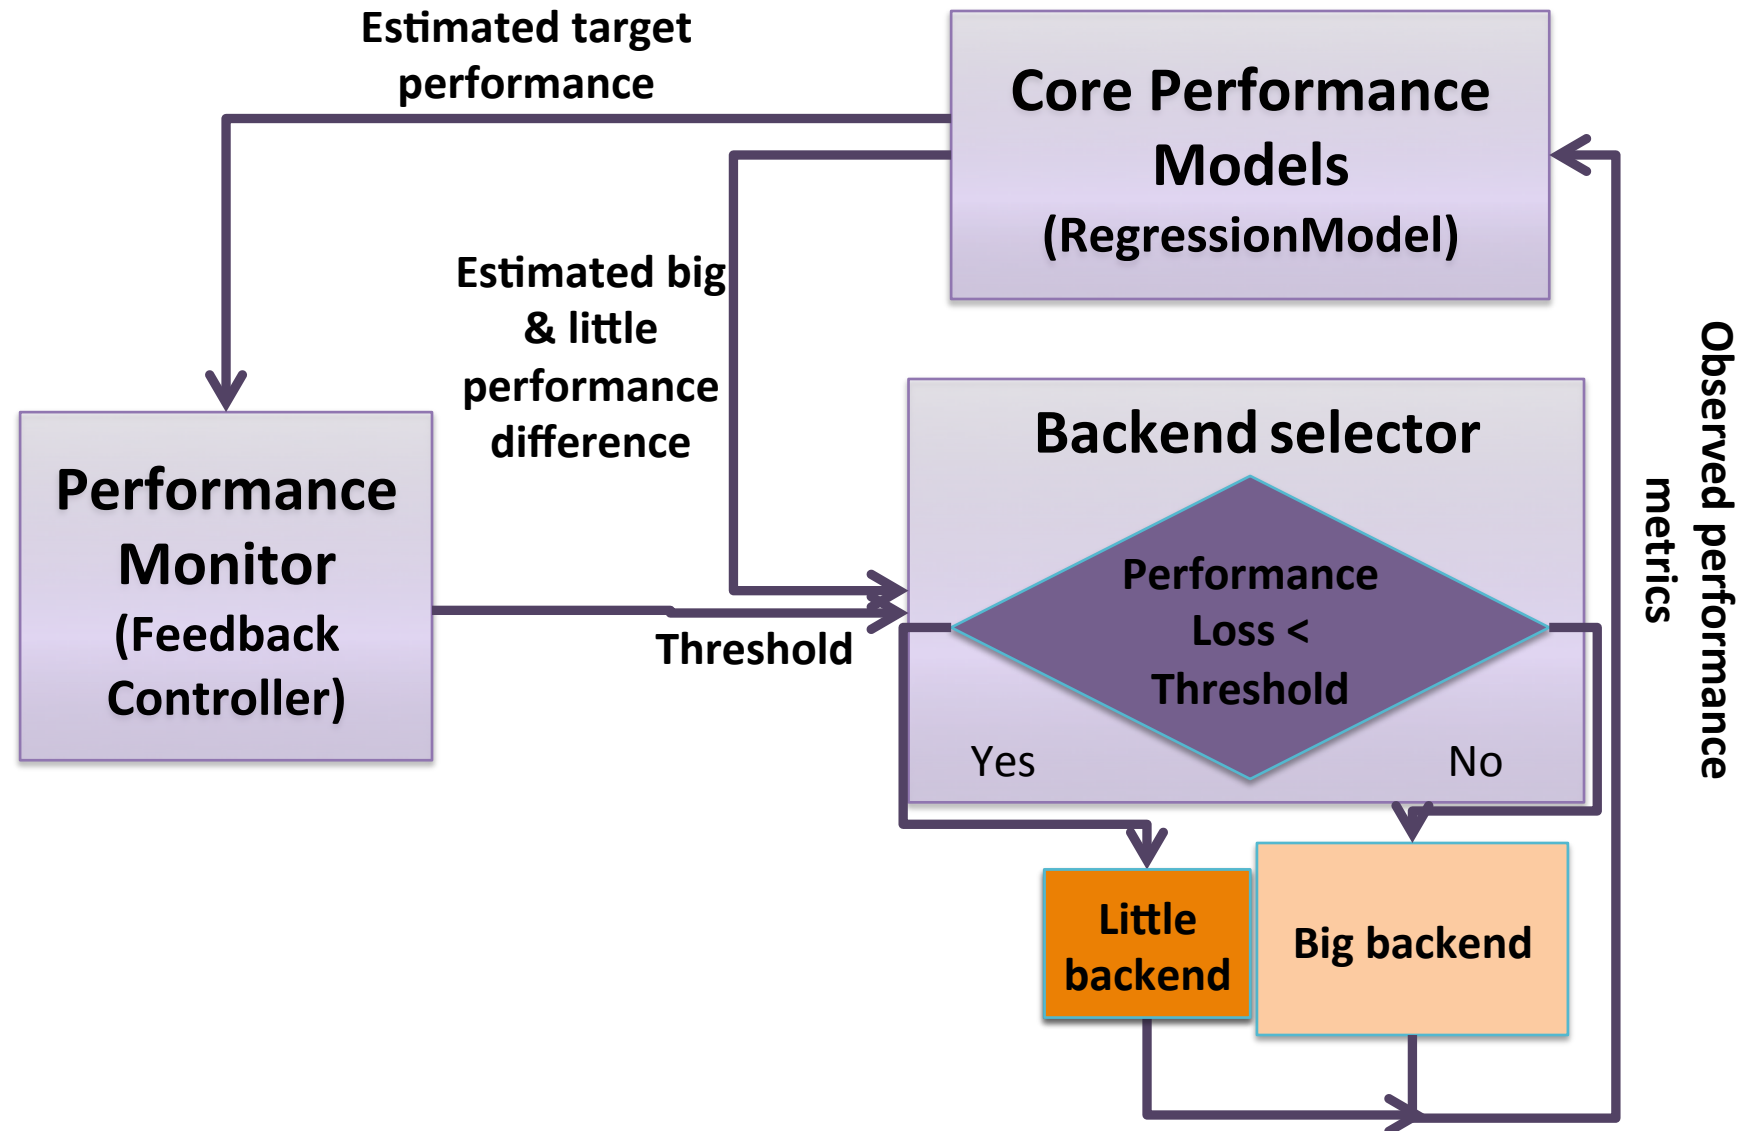 Estimated target
performance
Core Performance
Models
(RegressionModel)
Estimated big
& little
performance
difference
Performance
Monitor
(Feedback
Controller)
Threshold
Backend selector
Performance
Loss <
Threshold
Yes
No
Little
backend
Big backend
Observed performance
metrics